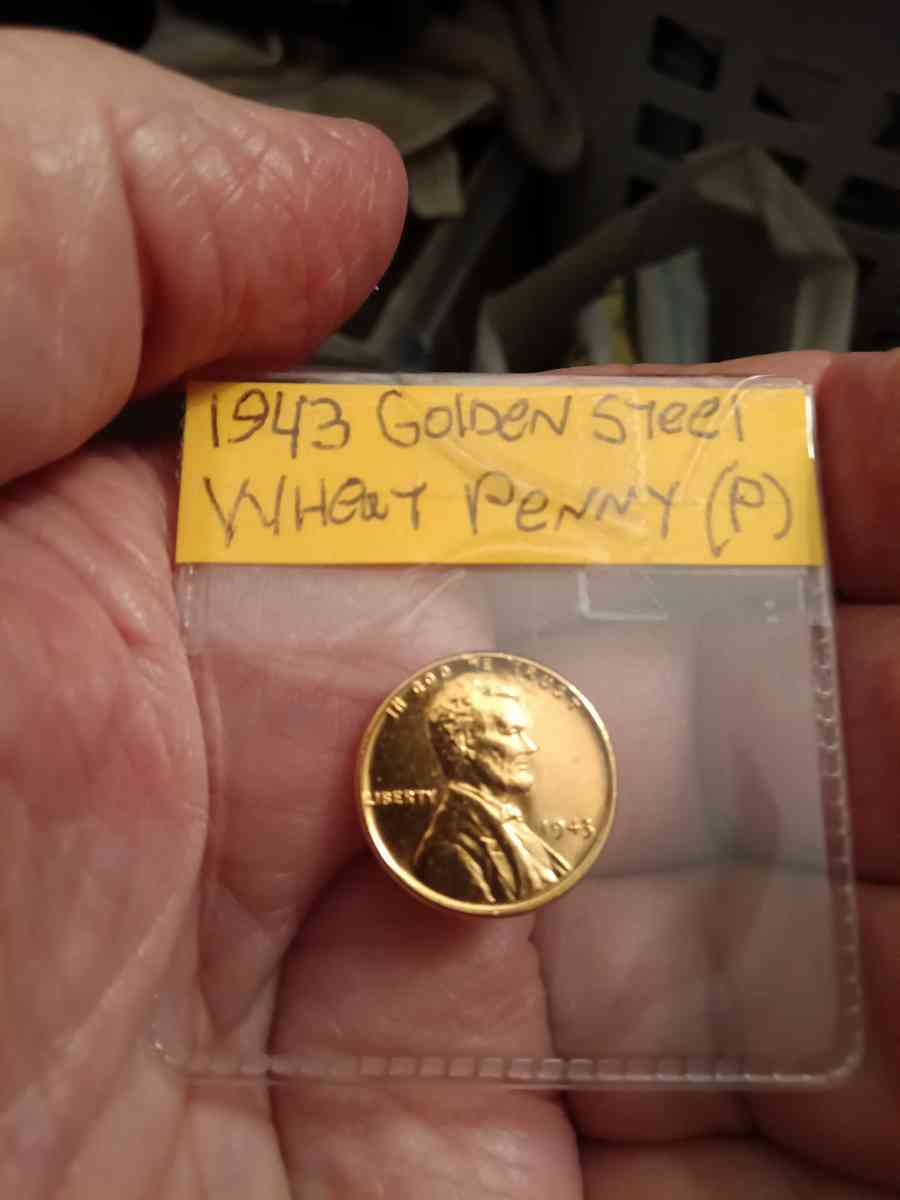 1943 GolDeN STeel
WHeaT PeNNY (P)
IN GOD WE TRUST
LIBERTY
1943